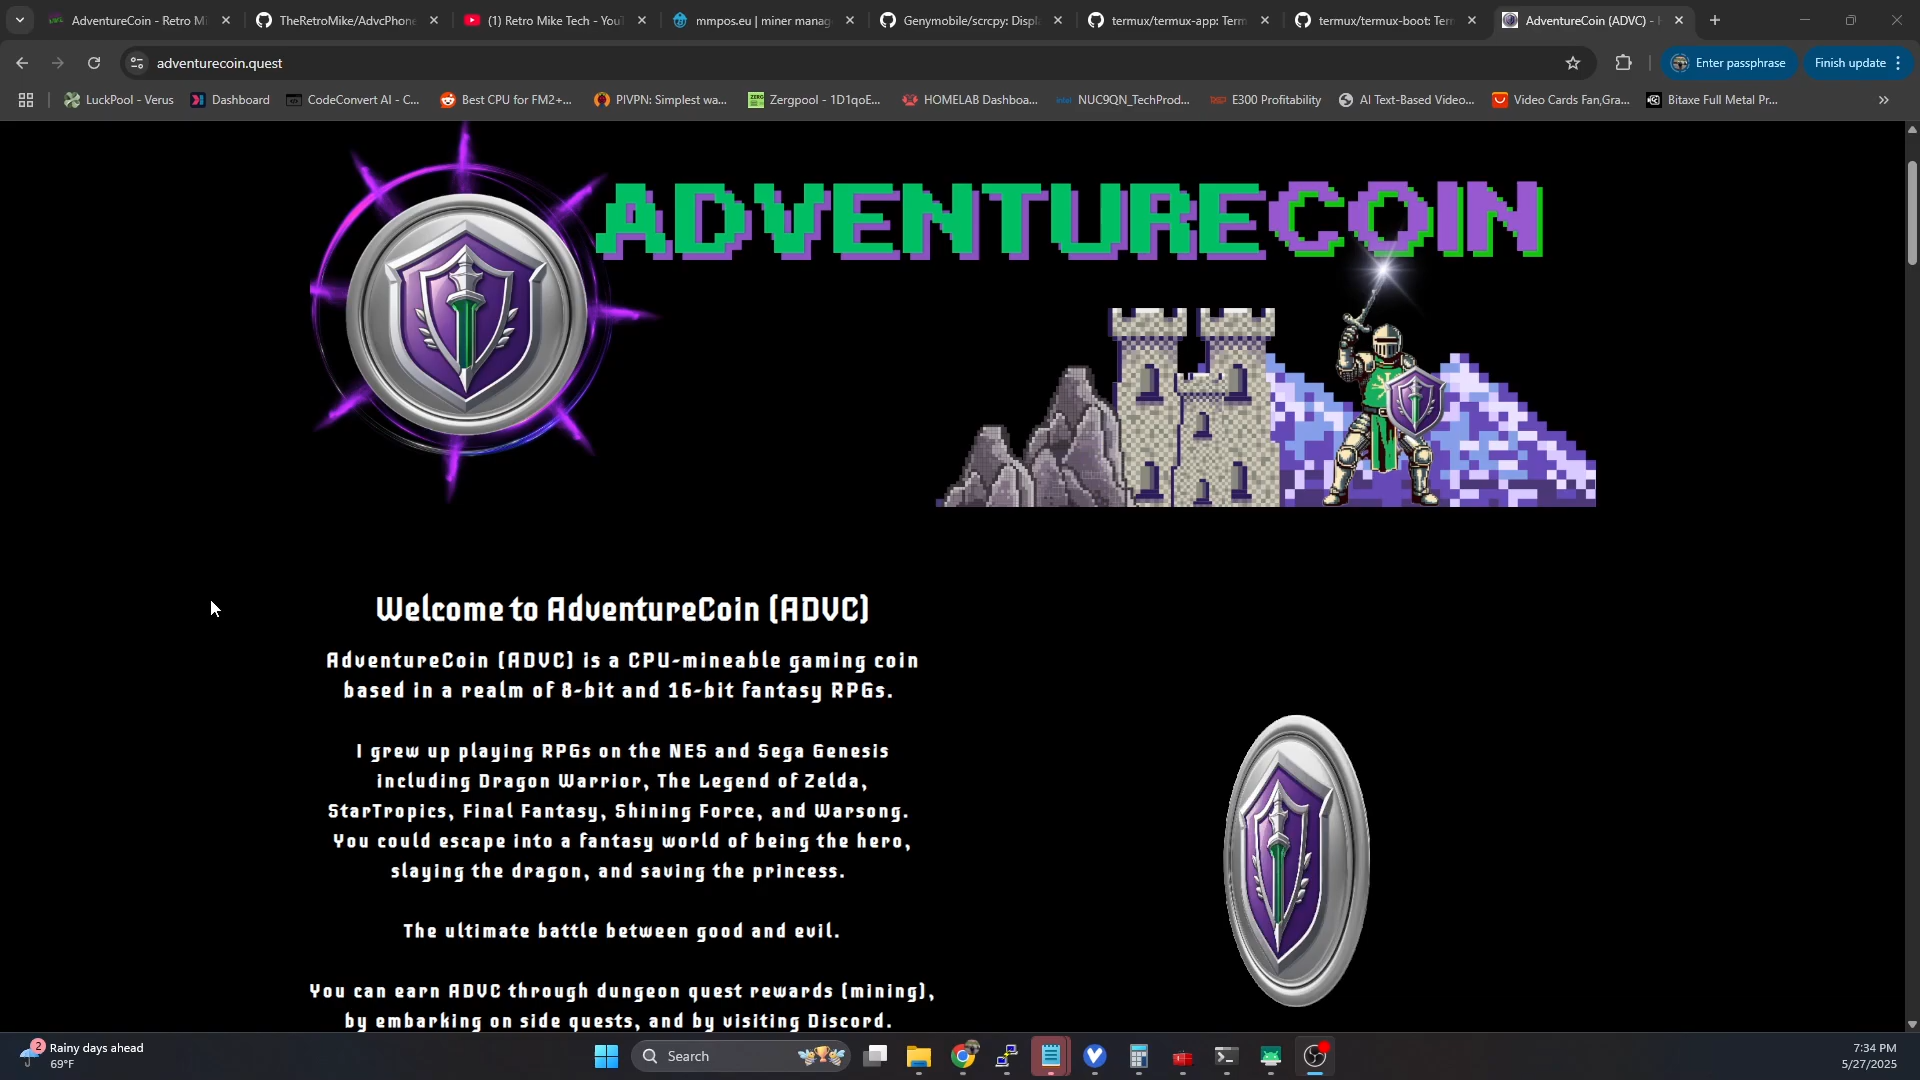 AdventureCoin - Retro Mi
TheRetroMike/AdvcPhone
(1) Retro Mike Tech - You
mmpos.eu | miner manag
Genymobile/scrcpy: Displ
termux/termux-app: Term
termux/termux-boot: Ter
AdventureCoin (ADVC) -
adventurecoin.quest
Enter passphrase
Finish update
LuckPool - Verus
Dashboard
CodeConvert AI - C...
Best CPU for FM2+...
PIVPN: Simplest wa...
Zergpool - 1D1qoE...
HOMELAB Dashboa...
NUC9QN_TechProd...
E300 Profitability
AI Text-Based Video...
Video Cards Fan,Gra...
Bitaxe Full Metal Pr...
ADVENTURECOIN
Welcome to AdventureCoin (ADVC)
AdventureCoin (ADVC) is a CPU-mineable gaming coin
based in a realm of 8-bit and 16-bit fantasy RPGs.
I grew up playing RPGs on the NES and Sega Genesis
including Dragon Warrior, The Legend of Zelda,
StarTropics, Final Fantasy, Shining Force, and Warsong.
You could escape into a fantasy world of being the hero,
slaying the dragon, and saving the princess.
The ultimate battle between good and evil.
You can earn ADVC through dungeon quest rewards (mining),
by embarking on side quests, and by visiting Discord.
2
Rainy days ahead
69°F
Search
7:34 PM
5/27/2025